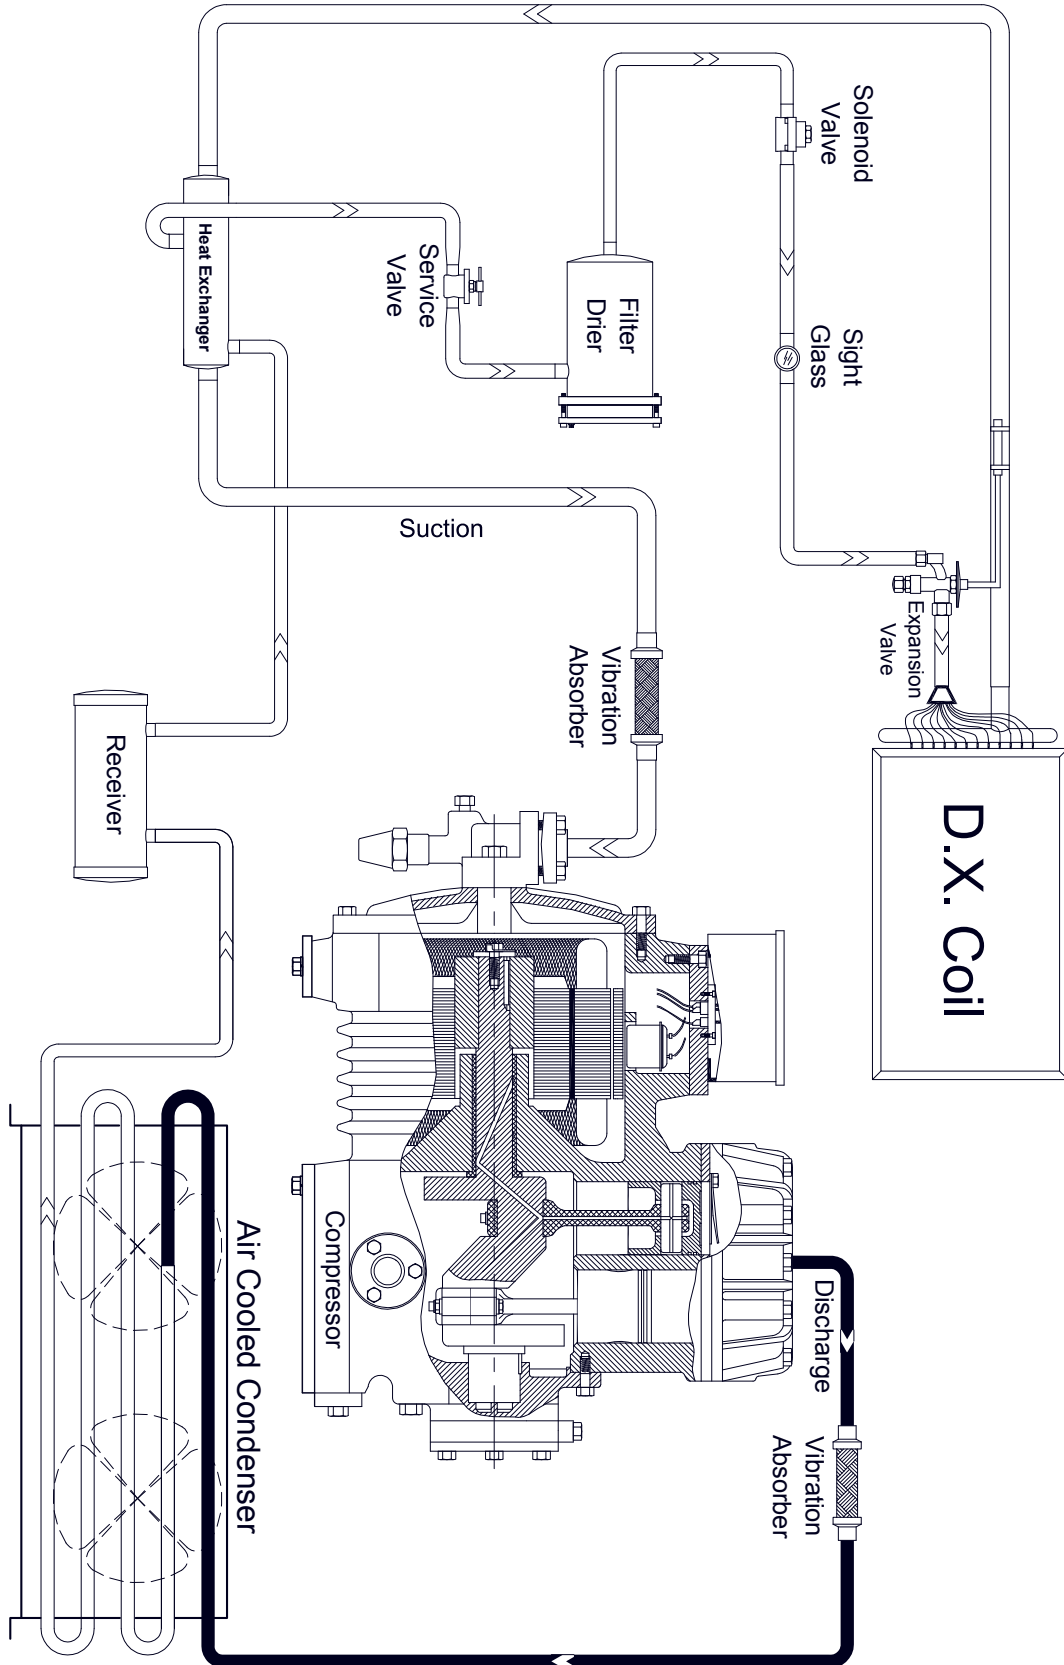 Solenoid
Valve
Heat Exchanger
Service
Valve
Filter
Drier
Sight
Glass
Suction
Expansion
Valve
Vibration
Absorber
Receiver
D.X. Coil
Compressor
Discharge
Air Cooled Condenser
Vibration
Absorber